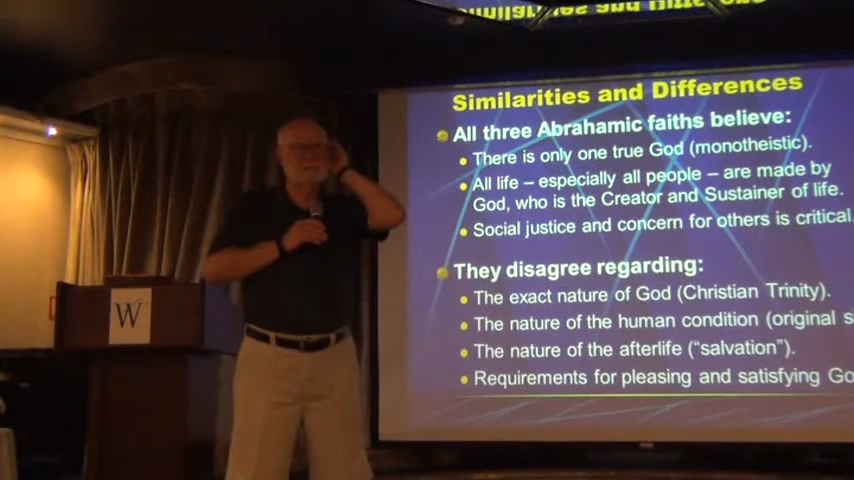 Similarities and Differences
All three Abrahamic faiths believe:
There is only one true God (monotheistic).
All life – especially all people – are made by
God, who is the Creator and Sustainer of life.
Social justice and concern for others is critical.
They disagree regarding:
The exact nature of God (Christian Trinity).
The nature of the human condition (original s
The nature of the afterlife (“salvation”).
Requirements for pleasing and satisfying Go
W